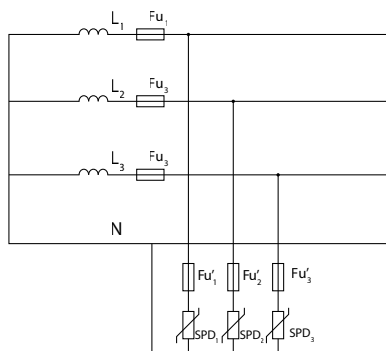 L1 Fu1
L2 Fu3
L3 Fu3
N
Fu'1 Fu'2 Fu'3
SPD1 SPD2 SPD3